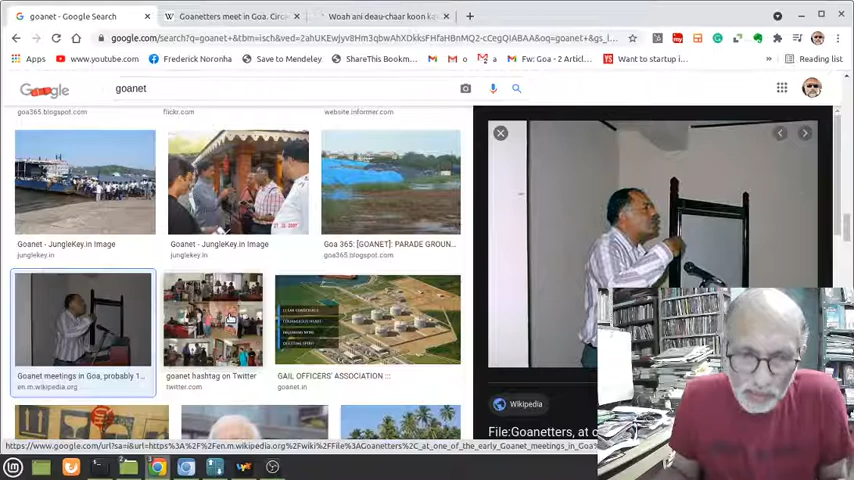 goanet - Google Search
Goanetters meet in Goa. Circ
Woah ani deau-chaar koon ka
google.com/search?q=goanet+&tbm=isch&ved=2ahUKEwjyv8Hm3qbwAhXDkksFHfaHBnMQ2-cCegQIABAA&oq=goanet+&gs_l
www.youtube.com
Frederick Noronha
Save to Mendeley
ShareThis Bookm...
Fw: Goa - 2 Articl...
Want to startup i...
Reading list
Google
goanet
goa365.blogspot.com
flickr.com
website.informer.com
Goanet - JungleKey.in Image
junglekey.in
Goanet - JungleKey.in Image
junglekey.in
Goa 365: [GOANET]: PARADE GROUN...
goa365.blogspot.com
Goanet meetings in Goa, probably 1...
en.m.wikipedia.org
goanet hashtag on Twitter
twitter.com
GAIL OFFICERS' ASSOCIATION :::
goanet.in
Wikipedia
File:Goanetters, at o
https://www.google.com/url?sa=i&url=https%3A%2F%2Fen.m.wikipedia.org%2Fwiki%2FFile%3AGoanetters%2C_at_one_of_the_early_Goanet_meetings_in_Goa%